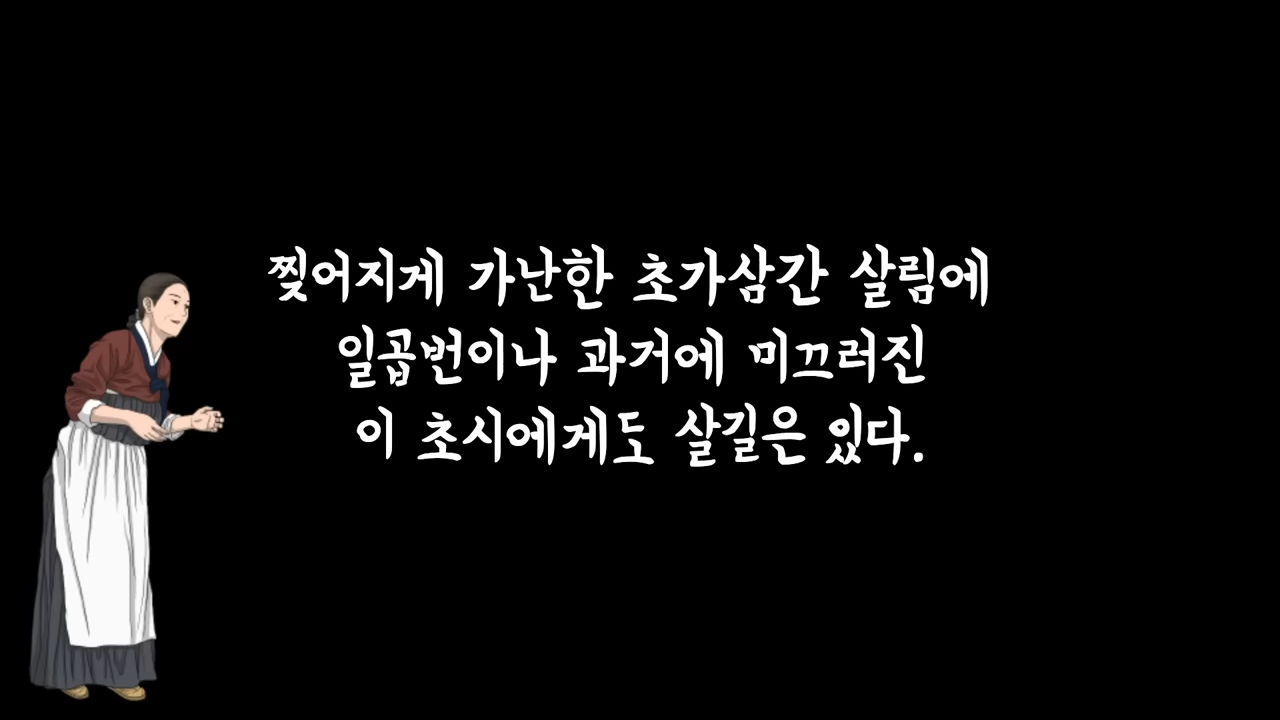 찢어지게 가난한 초가삼간 살림에
일곱번이나 과거에 미끄러진
이 초시에게도 살길은 있다.